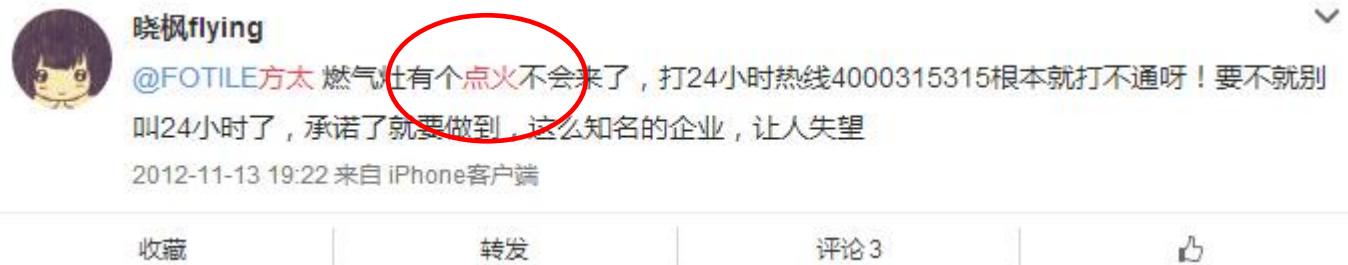 晓枫flying
@FOTILE方太 燃气灶有个点火不会来了，打24小时热线4000315315根本就打不通呀！要不就别
叫24小时了，承诺了就要做到，这么知名的企业，让人失望
2012-11-13 19:22 来自 iPhone客户端
收藏 转发 评论 3